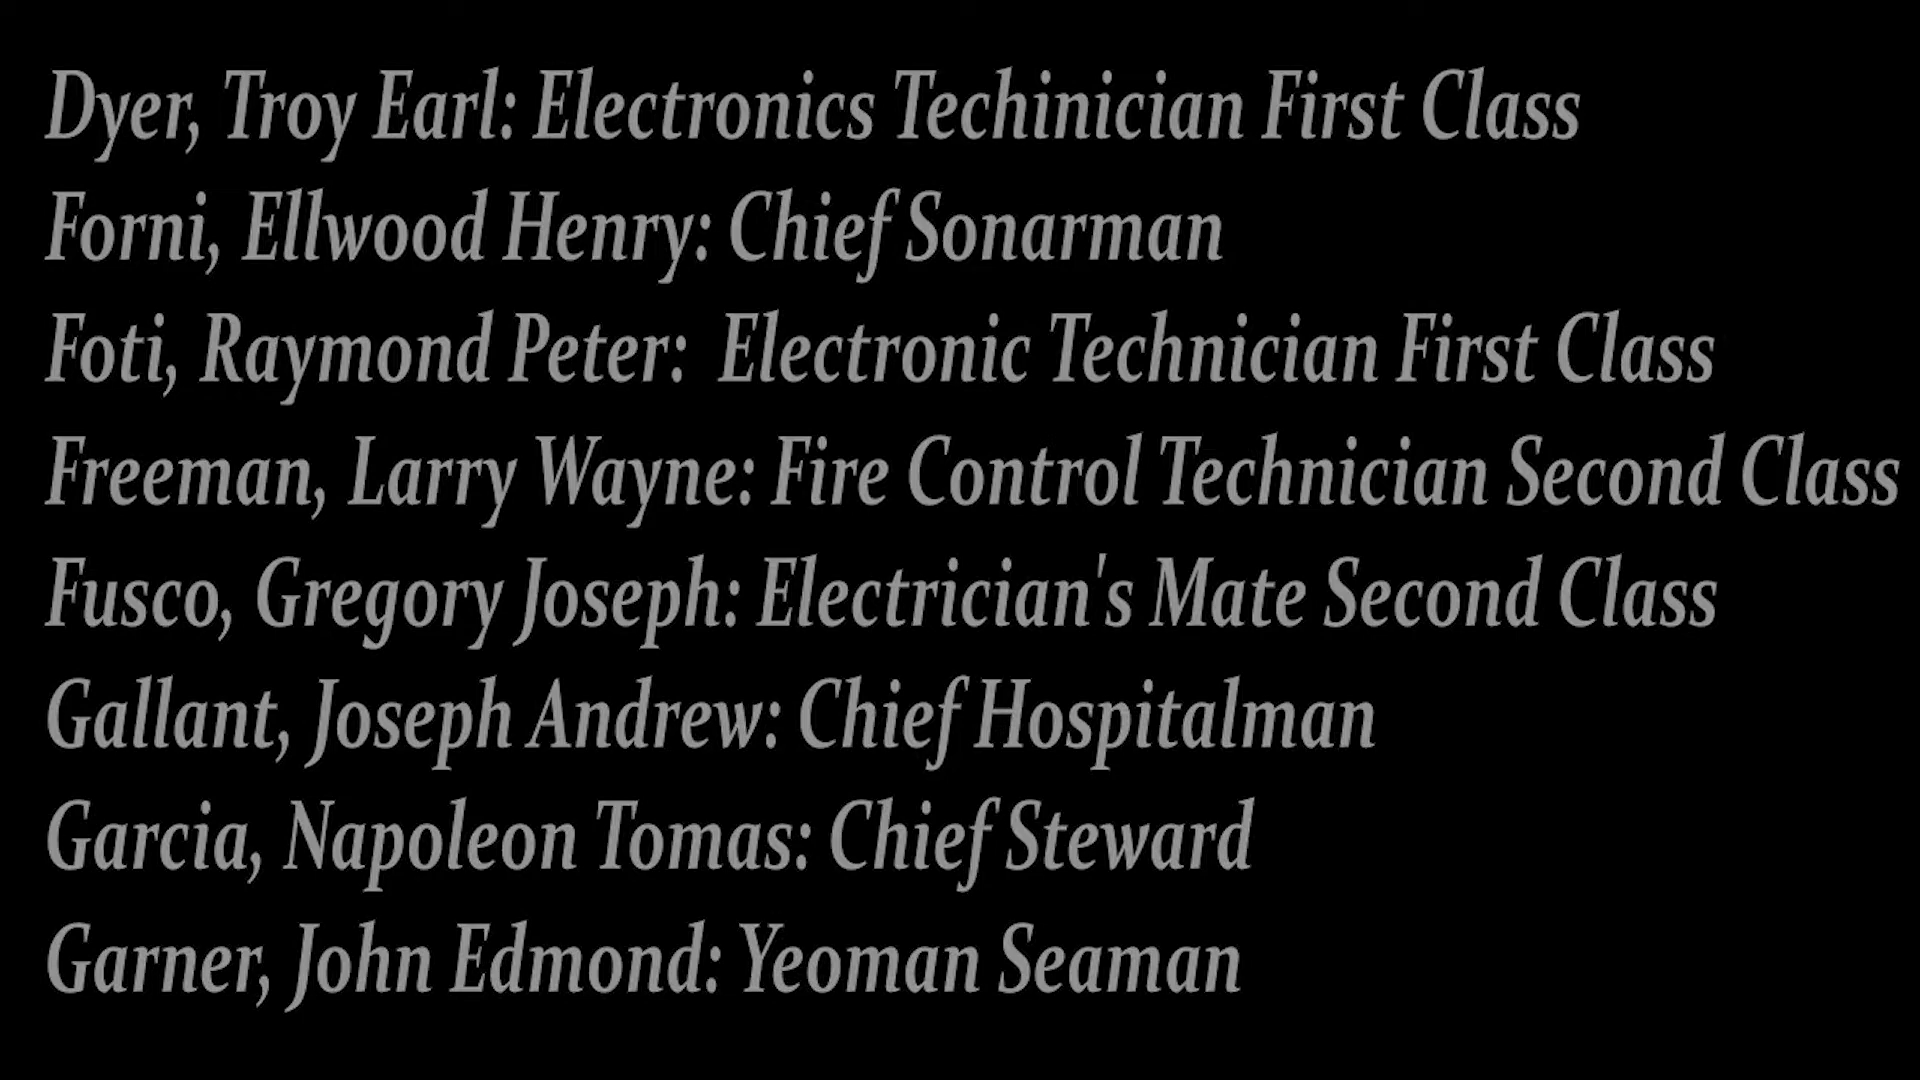 Dyer, Troy Earl: Electronics Techinician First Class
Forni, Ellwood Henry: Chief Sonarman
Foti, Raymond Peter:  Electronic Technician First Class
Freeman, Larry Wayne: Fire Control Technician Second Class
Fusco, Gregory Joseph: Electrician's Mate Second Class
Gallant, Joseph Andrew: Chief Hospitalman
Garcia, Napoleon Tomas: Chief Steward
Garner, John Edmond: Yeoman Seaman